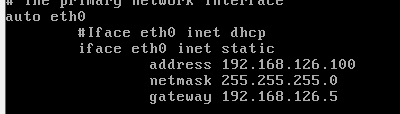 # The primary network interface
auto eth0
#Iface eth0 inet dhcp
iface eth0 inet static
address 192.168.126.100
netmask 255.255.255.0
gateway 192.168.126.5